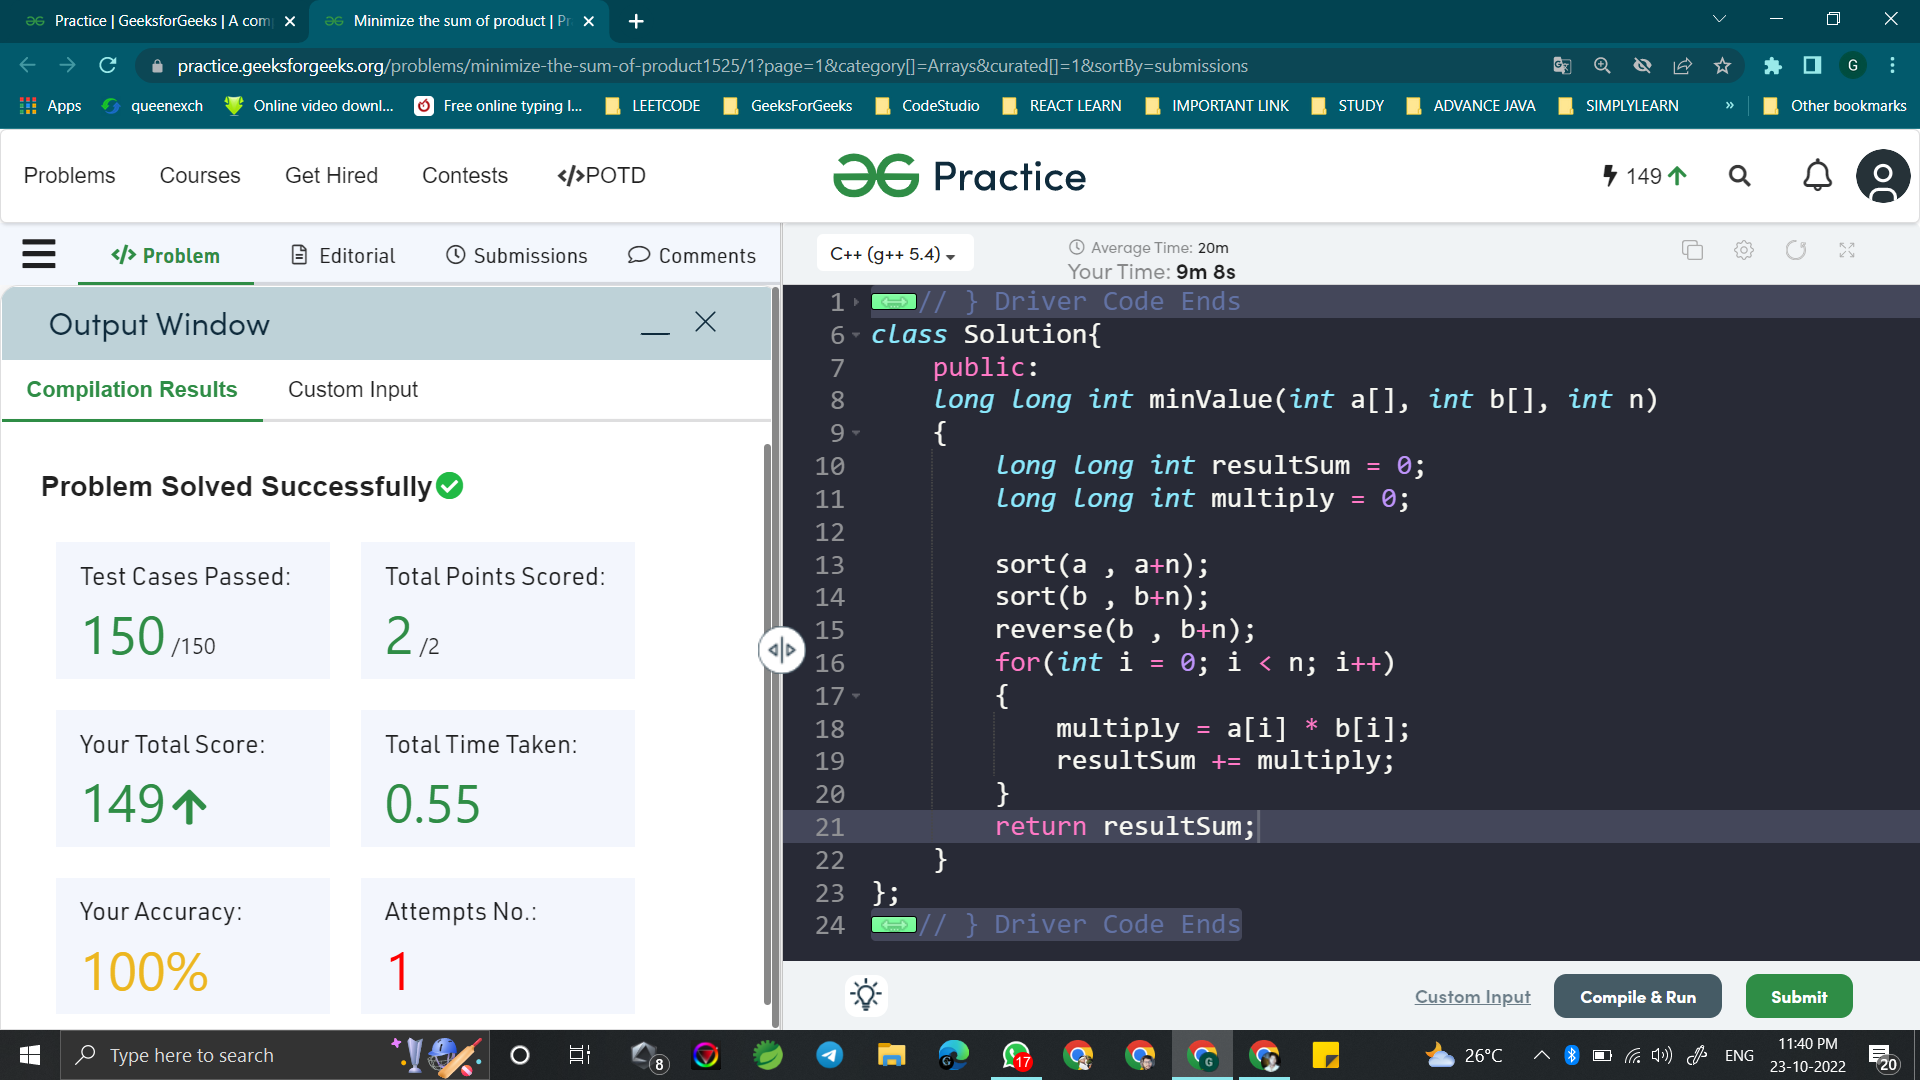 Practice | GeeksforGeeks | A com
Minimize the sum of product | Pr
practice.geeksforgeeks.org/problems/minimize-the-sum-of-product1525/1?page=1&category[]=Arrays&curated[]=1&sortBy=submissions
G
Apps
queenexch
Online video downl...
Free online typing I...
LEETCODE
GeeksForGeeks
CodeStudio
REACT LEARN
IMPORTANT LINK
STUDY
ADVANCE JAVA
SIMPLYLEARN
»
Other bookmarks
Problems
Courses
Get Hired
Contests
</>POTD
Practice
149
</> Problem
Editorial
Submissions
Comments
C++ (g++ 5.4)
Average Time: 20m
Your Time: 9m 8s
Output Window
Compilation Results
Custom Input
Problem Solved Successfully
Test Cases Passed:
150 /150
Total Points Scored:
2 /2
Your Total Score:
149
Total Time Taken:
0.55
Your Accuracy:
100%
Attempts No.:
1
1 // } Driver Code Ends
6 class Solution{
7 public:
8 long long int minValue(int a[], int b[], int n)
9 {
10 long long int resultSum = 0;
11 long long int multiply = 0;
12
13 sort(a , a+n);
14 sort(b , b+n);
15 reverse(b , b+n);
16 for(int i = 0; i < n; i++)
17 {
18 multiply = a[i] * b[i];
19 resultSum += multiply;
20 }
21 return resultSum;
22 }
23 };
24 // } Driver Code Ends
Custom Input
Compile & Run
Submit
Type here to search
8
17
G
26°C
ENG
11:40 PM
23-10-2022
20